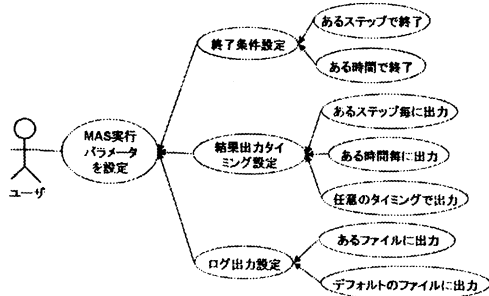 あるステップで終了
終了条件設定
ある時間で終了
MAS実行
パラメータ
を設定
ユーザ
結果出力タイ
ミング設定
あるステップ毎に出力
ある時間毎に出力
任意のタイミングで出力
ログ出力設定
あるファイルに出力
デフォルトのファイルに出力